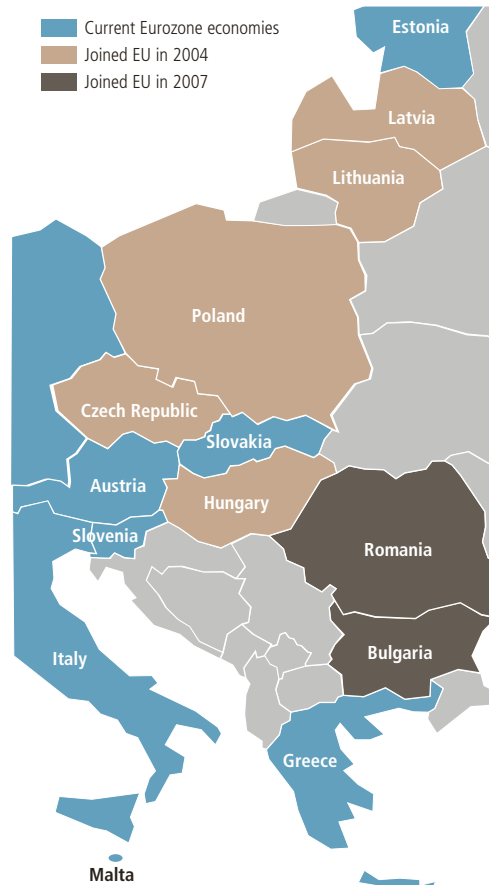 Current Eurozone economies
Joined EU in 2004
Joined EU in 2007
Estonia
Latvia
Lithuania
Poland
Czech Republic
Slovakia
Austria
Hungary
Slovenia
Romania
Italy
Bulgaria
Greece
Malta